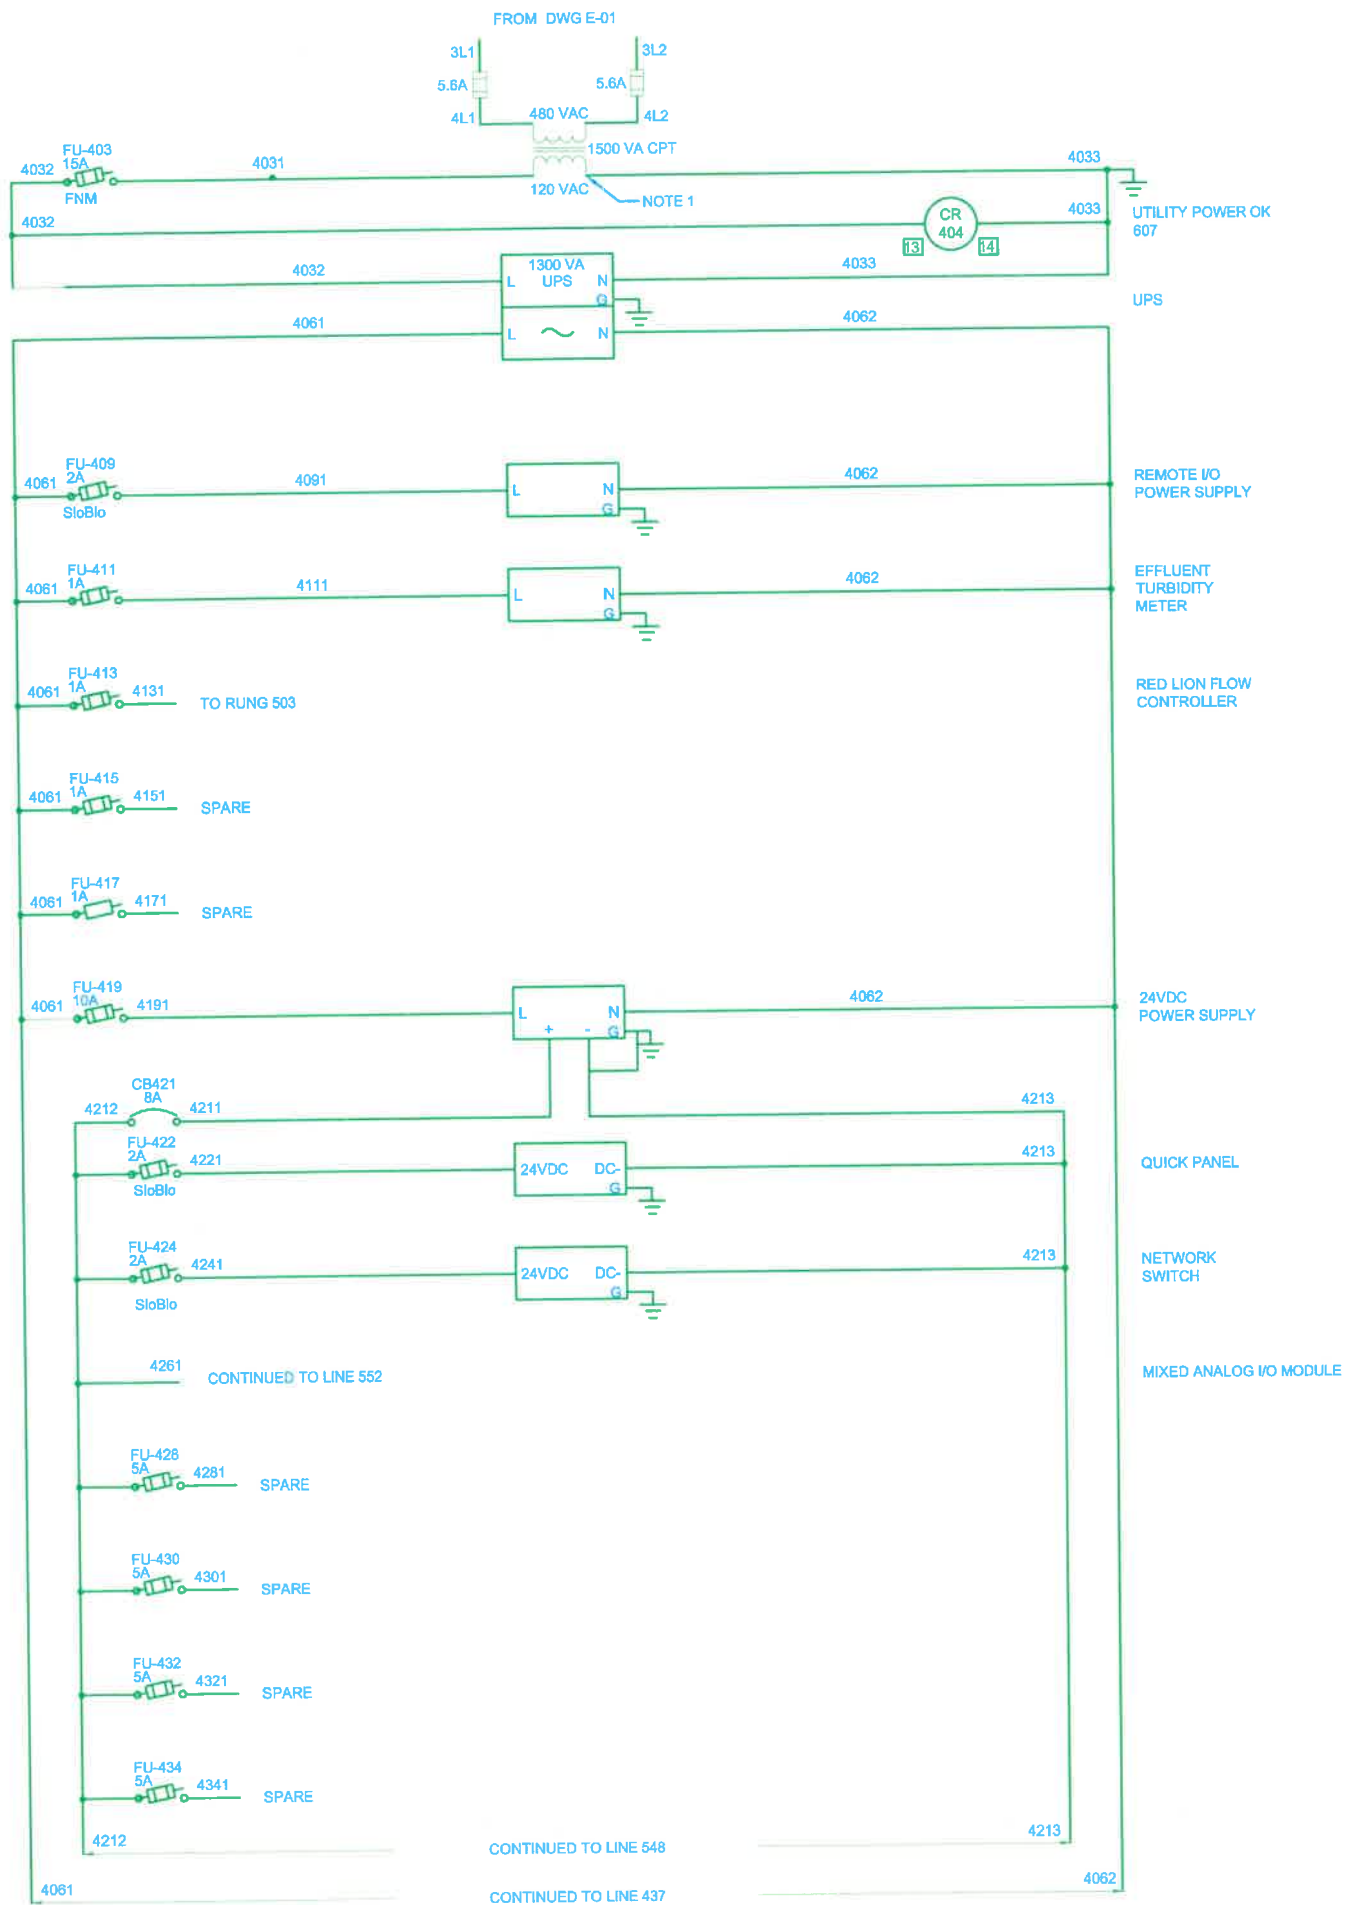 FROM DWG E-01
3L1
3L2
5.6A
5.6A
4L1
480 VAC
4L2
1500 VA CPT
FU-403
15A
4032
4031
4033
FNM
120 VAC
NOTE 1
4032
CR
404
4033
13
14
UTILITY POWER OK
607
4032
1300 VA
UPS
L
N
G
4033
UPS
4061
L
N
4062
FU-409
2A
4061
SloBlo
4091
L
N
G
4062
REMOTE I/O
POWER SUPPLY
FU-411
1A
4061
4111
L
N
G
4062
EFFLUENT
TURBIDITY
METER
FU-413
1A
4061
4131
TO RUNG 503
RED LION FLOW
CONTROLLER
FU-415
1A
4061
4151
SPARE
FU-417
1A
4061
4171
SPARE
FU-419
10A
4061
4191
L
N
+
-
G
4062
24VDC
POWER SUPPLY
CB421
8A
4212
4211
4213
FU-422
2A
4221
SloBlo
24VDC
DC-
G
4213
QUICK PANEL
FU-424
2A
4241
SloBlo
24VDC
DC-
G
4213
NETWORK
SWITCH
4261
CONTINUED TO LINE 552
MIXED ANALOG I/O MODULE
FU-428
5A
4281
SPARE
FU-430
5A
4301
SPARE
FU-432
5A
4321
SPARE
FU-434
5A
4341
SPARE
4212
CONTINUED TO LINE 548
4213
4061
CONTINUED TO LINE 437
4062